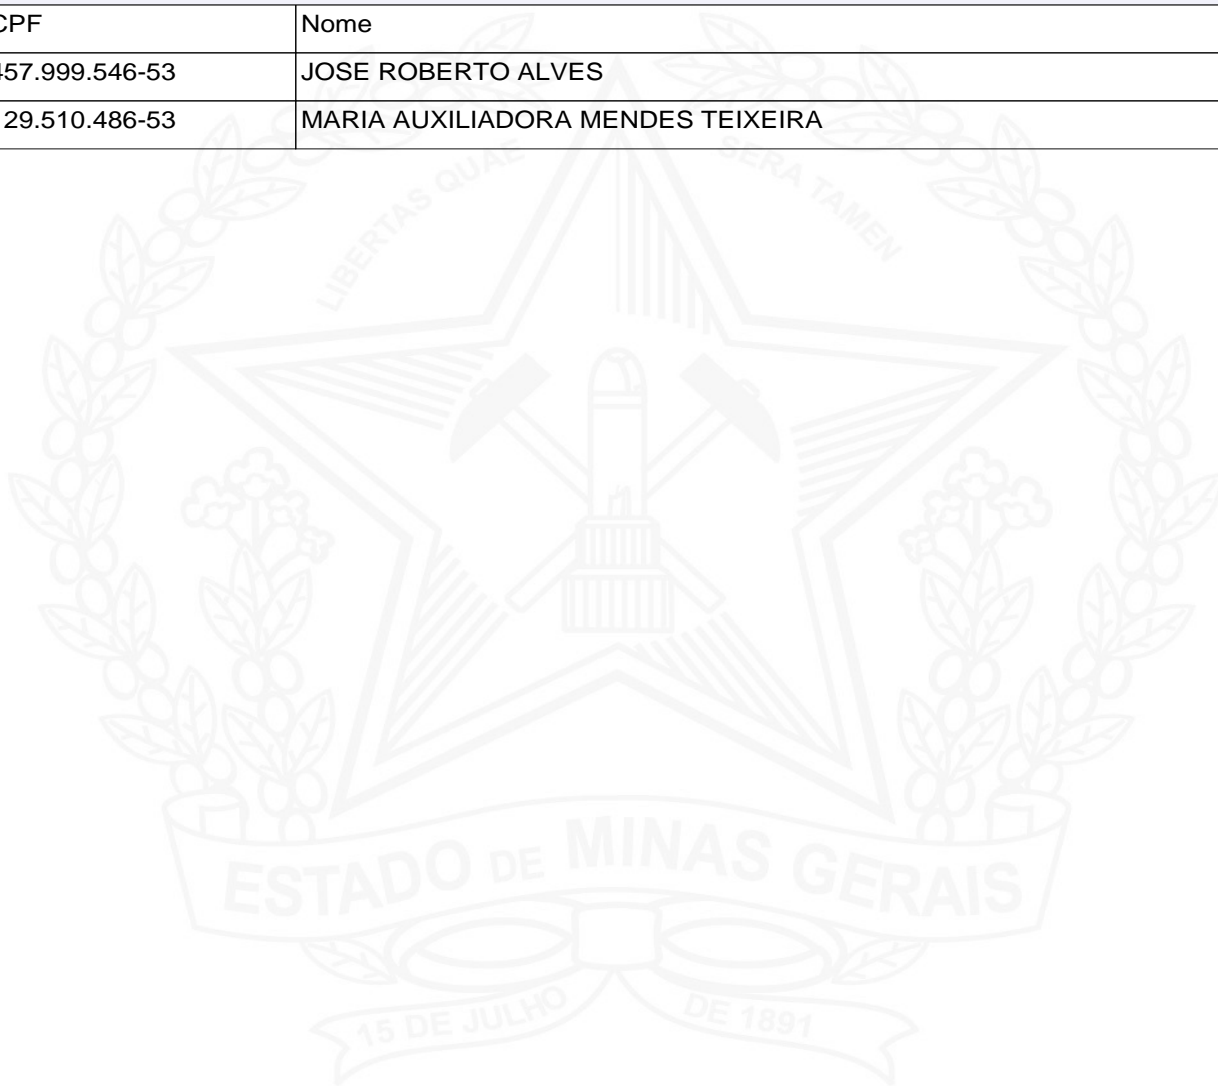 CPF Nome
457.999.546-53 JOSE ROBERTO ALVES
29.510.486-53 MARIA AUXILIADORA MENDES TEIXEIRA
LIBERTAS QUAE SERA TAMEN
ESTADO DE MINAS GERAIS
15 DE JULHO DE 1891